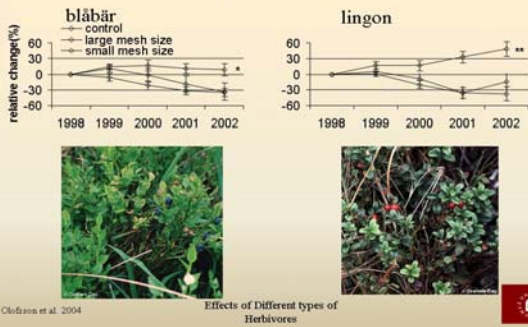 blåbär
control
large mesh size
small mesh size
relative change(%)
60
30
0
-30
-60
*
1998 1999 2000 2001 2002
lingon
60
30
0
-30
-60
**
1998 1999 2000 2001 2002
Olofsson et al. 2004
Effects of Different types of
Herbivores